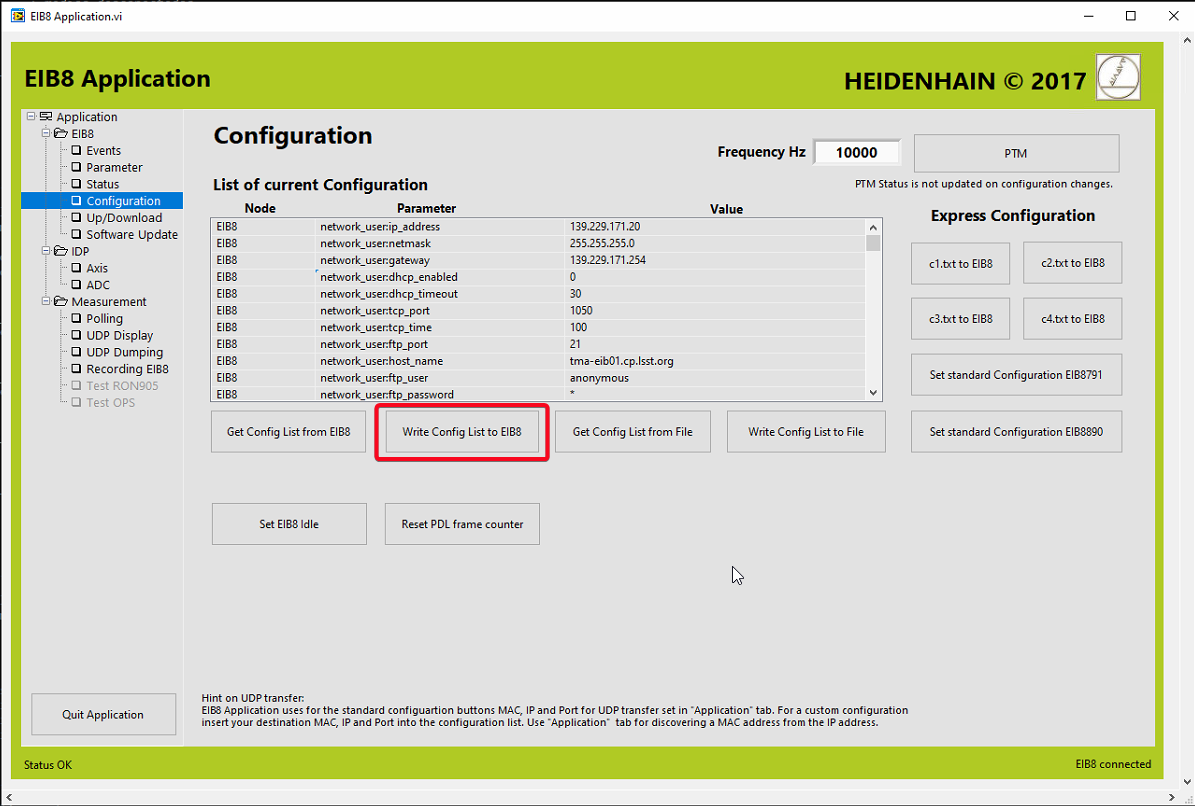 EIB8 Application.vi
EIB8 Application
HEIDENHAIN © 2017
Application
EIB8
Events
Parameter
Status
Configuration
Up/Download
Software Update
IDP
Axis
ADC
Measurement
Polling
UDP Display
UDP Dumping
Recording EIB8
Test RON905
Test OPS
Quit Application
Configuration
Frequency Hz 10000 PTM
PTM Status is not updated on configuration changes.
List of current Configuration
Node Parameter Value
EIB8 network_user:ip_address 139.229.171.20
EIB8 network_user:netmask 255.255.255.0
EIB8 network_user:gateway 139.229.171.254
EIB8 network_user:dhcp_enabled 0
EIB8 network_user:dhcp_timeout 30
EIB8 network_user:tcp_port 1050
EIB8 network_user:tcp_time 100
EIB8 network_user:ftp_port 21
EIB8 network_user:host_name tma-eib01.cp.lsst.org
EIB8 network_user:ftp_user anonymous
EIB8 network_user:ftp_password *
Get Config List from EIB8 Write Config List to EIB8 Get Config List from File Write Config List to File
Set EIB8 Idle Reset PDL frame counter
Express Configuration
c1.txt to EIB8 c2.txt to EIB8
c3.txt to EIB8 c4.txt to EIB8
Set standard Configuration EIB8791
Set standard Configuration EIB8890
Hint on UDP transfer:
EIB8 Application uses for the standard configuartion buttons MAC, IP and Port for UDP transfer set in "Application" tab. For a custom configuration
insert your destination MAC, IP and Port into the configuration list. Use "Application" tab for discovering a MAC address from the IP address.
Status OK
EIB8 connected